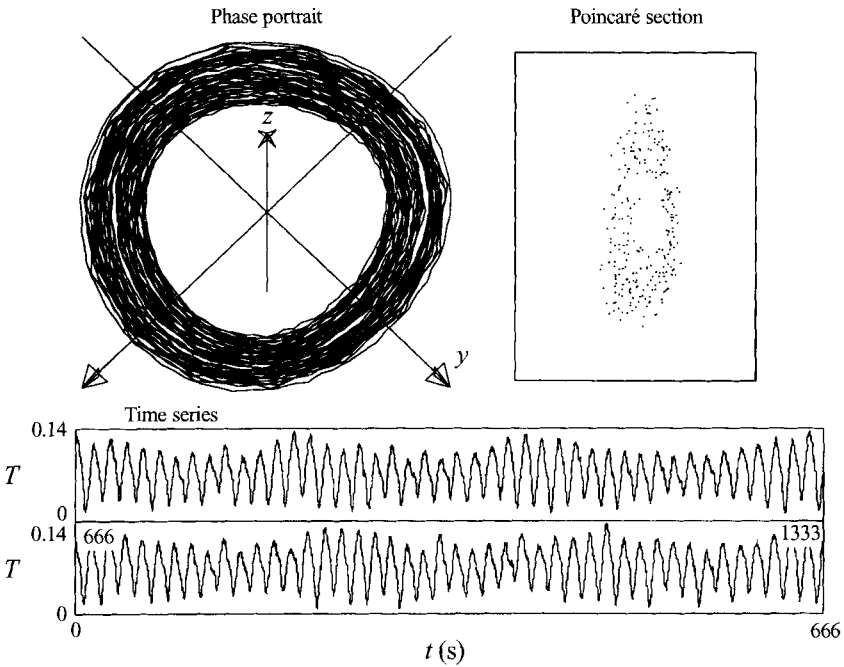 Phase portrait
Poincaré section
z
y
Time series
0.14
T
0
0.14
666
1333
T
0
0
666
t (s)